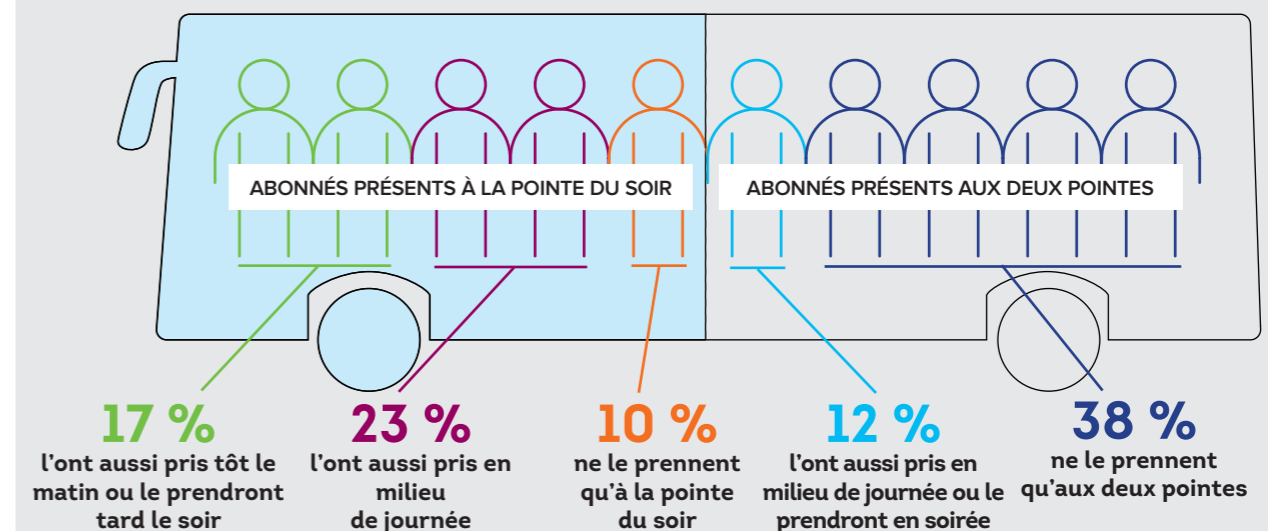 ABONNÉS PRÉSENTS À LA POINTE DU SOIR
ABONNÉS PRÉSENTS AUX DEUX POINTES
17 %
l'ont aussi pris tôt le
matin ou le prendront
tard le soir
23 %
l'ont aussi pris en
milieu
de journée
10 %
ne le prennent
qu'à la pointe
du soir
12 %
l'ont aussi pris en
milieu de journée ou le
prendront en soirée
38 %
ne le prennent
qu'aux deux pointes